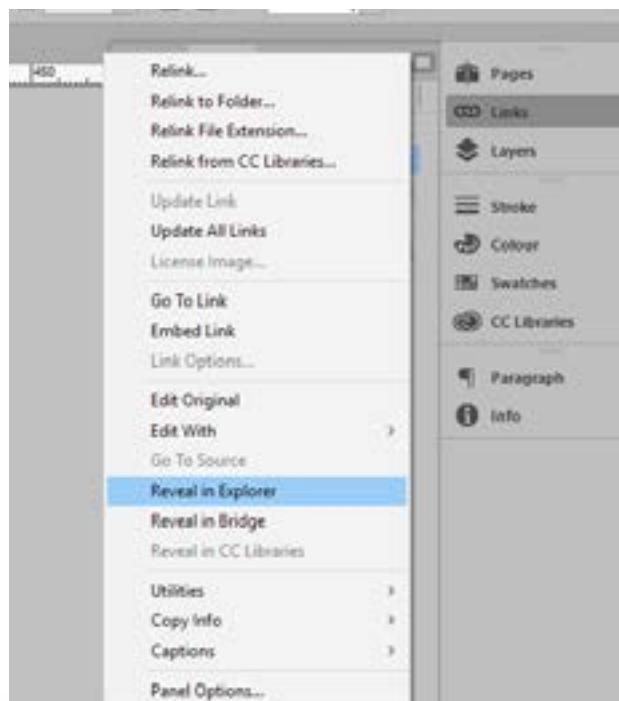 450
Relink...
Relink to Folder...
Relink File Extension...
Relink from CC Libraries...
Update Link
Update All Links
License Image...
Go To Link
Embed Link
Link Options...
Edit Original
Edit With
Go To Source
Reveal in Explorer
Reveal in Bridge
Reveal in CC Libraries
Utilities
Copy Info
Captions
Panel Options...
Pages
Links
Layers
Stroke
Colour
Swatches
CC Libraries
Paragraph
Info